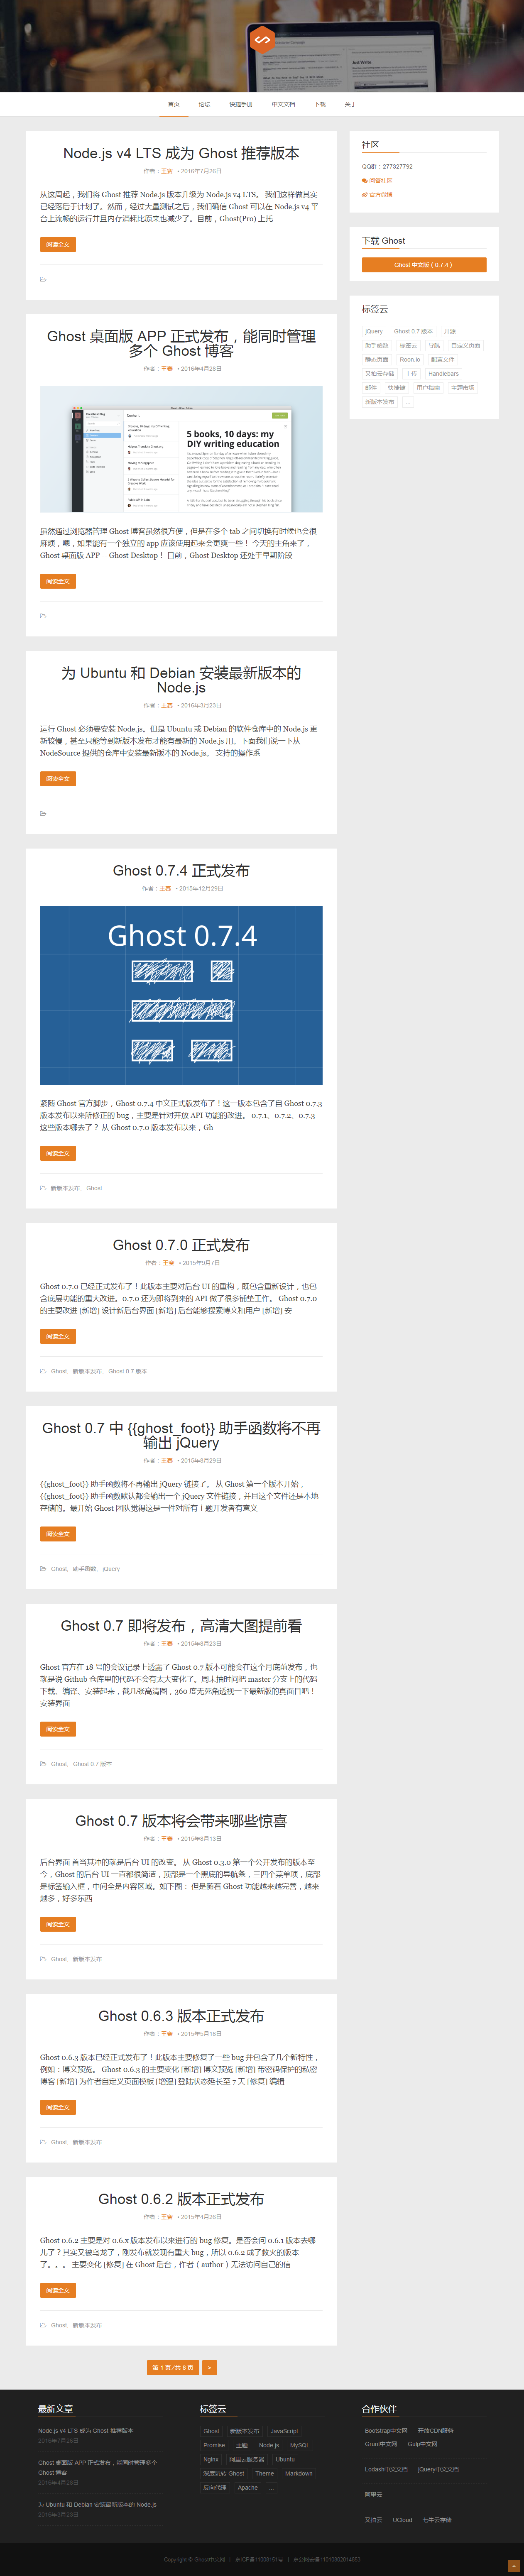 首页 论坛 快捷手册 中文文档 下载 关于
Node.js v4 LTS 成为 Ghost 推荐版本
作者：王赛 • 2016年7月26日
从这周起，我们将 Ghost 推荐 Node.js 版本升级为 Node.js v4 LTS。 我们这样做其实
已经落后于计划了。然而，经过大量测试之后，我们确信 Ghost 可以在 Node.js v4 平
台上流畅的运行并且内存消耗比原来也减少了。目前，Ghost(Pro) 上托
阅读全文
Ghost 桌面版 APP 正式发布，能同时管理
多个 Ghost 博客
作者：王赛 • 2016年4月28日
Contents
5 books, 10 days: my
DIY writing education
虽然通过浏览器管理 Ghost 博客虽然很方便，但是在多个 tab 之间切换有时候也会很
麻烦，嗯，如果能有一个独立的 app 应该使用起来会更爽一些！ 今天的主角来了，
Ghost 桌面版 APP -- Ghost Desktop！ 目前，Ghost Desktop 还处于早期阶段
阅读全文
为 Ubuntu 和 Debian 安装最新版本的
Node.js
作者：王赛 • 2016年3月23日
运行 Ghost 必须要安装 Node.js。但是 Ubuntu 或 Debian 的软件仓库中的 Node.js 更
新较慢，甚至只能等到新版本发布才能有最新的 Node.js 用。下面我们说一下从
NodeSource 提供的仓库中安装最新版本的 Node.js。 支持的操作系
阅读全文
Ghost 0.7.4 正式发布
作者：王赛 • 2015年12月29日
Ghost 0.7.4
紧随 Ghost 官方脚步，Ghost 0.7.4 中文正式版发布了！这一版本包含了自 Ghost 0.7.3
版本发布以来所修正的 bug，主要是针对开放 API 功能的改进。 0.7.1、0.7.2、0.7.3
这些版本哪去了？ 从 Ghost 0.7.0 版本发布以来，Gh
阅读全文
新版本发布、 Ghost
Ghost 0.7.0 正式发布
作者：王赛 • 2015年9月7日
Ghost 0.7.0 已经正式发布了！此版本主要对后台 UI 的重构，既包含重新设计，也包
含底层功能的重大改进。0.7.0 还为即将到来的 API 做了很多铺垫工作。 Ghost 0.7.0
的主要改进 [新增] 设计新后台界面 [新增] 后台能够搜索博文和用户 [新增] 安
阅读全文
Ghost、 新版本发布、 Ghost 0.7 版本
Ghost 0.7 中 {{ghost_foot}} 助手函数将不再
输出 jQuery
作者：王赛 • 2015年8月29日
{{ghost_foot}} 助手函数将不再输出 jQuery 链接了。 从 Ghost 第一个版本开始，
{{ghost_foot}} 助手函数默认都会输出一个 jQuery 文件链接，并且这个文件还是本地
存储的。最开始 Ghost 团队觉得这是一件对所有主题开发者有意义
阅读全文
Ghost、 助手函数、 jQuery
Ghost 0.7 即将发布，高清大图提前看
作者：王赛 • 2015年8月23日
Ghost 官方在 18 号的会议记录上透露了 Ghost 0.7 版本可能会在这个月底前发布，也
就是说 Github 仓库里的代码不会有太大变化了。周末抽时间把 master 分支上的代码
下载、编译、安装起来，截几张高清图，360 度无死角透视一下最新版的真面目吧！
安装界面
阅读全文
Ghost、 Ghost 0.7 版本
Ghost 0.7 版本将会带来哪些惊喜
作者：王赛 • 2015年8月13日
后台界面 首当其冲的就是后台 UI 的改变。 从 Ghost 0.3.0 第一个公开发布的版本至
今，Ghost 的后台 UI 一直都很简洁，顶部是一个黑底的导航条，三四个菜单项，底部
是标签输入框，中间全是内容区域。如下图： 但是随着 Ghost 功能越来越完善，越来
越多，好多东西
阅读全文
Ghost、 新版本发布
Ghost 0.6.3 版本正式发布
作者：王赛 • 2015年5月18日
Ghost 0.6.3 版本已经正式发布了！此版本主要修复了一些 bug 并包含了几个新特性，
例如：博文预览。 Ghost 0.6.3 的主要变化 [新增] 博文预览 [新增] 带密码保护的私密
博客 [新增] 为作者自定义页面模板 [增强] 登陆状态延长至 7 天 [修复] 编辑
阅读全文
Ghost、 新版本发布
Ghost 0.6.2 版本正式发布
作者：王赛 • 2015年4月26日
Ghost 0.6.2 主要是对 0.6.x 版本发布以来进行的 bug 修复。是否会问 0.6.1 版本去哪
儿了？其实又被乌龙了，刚发布就发现有重大 bug，所以 0.6.2 成了救火的版本
了。。。 主要变化 [修复] 在 Ghost 后台，作者（author）无法访问自己的信
阅读全文
Ghost、 新版本发布
第 1 页/共 8 页 >
社区
QQ群：277327792
问答社区
官方微博
下载 Ghost
Ghost 中文版（0.7.4）
标签云
jQuery Ghost 0.7 版本 开源
助手函数 标签云 导航 自定义页面
静态页面 Roon.io 配置文件
又拍云存储 上传 Handlebars
邮件 快捷键 用户指南 主题市场
新版本发布 ...
最新文章
Node.js v4 LTS 成为 Ghost 推荐版本
2016年7月26日
Ghost 桌面版 APP 正式发布，能同时管理多个
Ghost 博客
2016年4月28日
为 Ubuntu 和 Debian 安装最新版本的 Node.js
2016年3月23日
标签云
Ghost 新版本发布 JavaScript
Promise 主题 Node.js MySQL
Nginx 阿里云服务器 Ubuntu
深度玩转 Ghost Theme Markdown
反向代理 Apache ...
合作伙伴
Bootstrap中文网 开放CDN服务
Grunt中文网 Gulp中文网
Lodash中文文档 jQuery中文文档
阿里云
又拍云 UCloud 七牛云存储